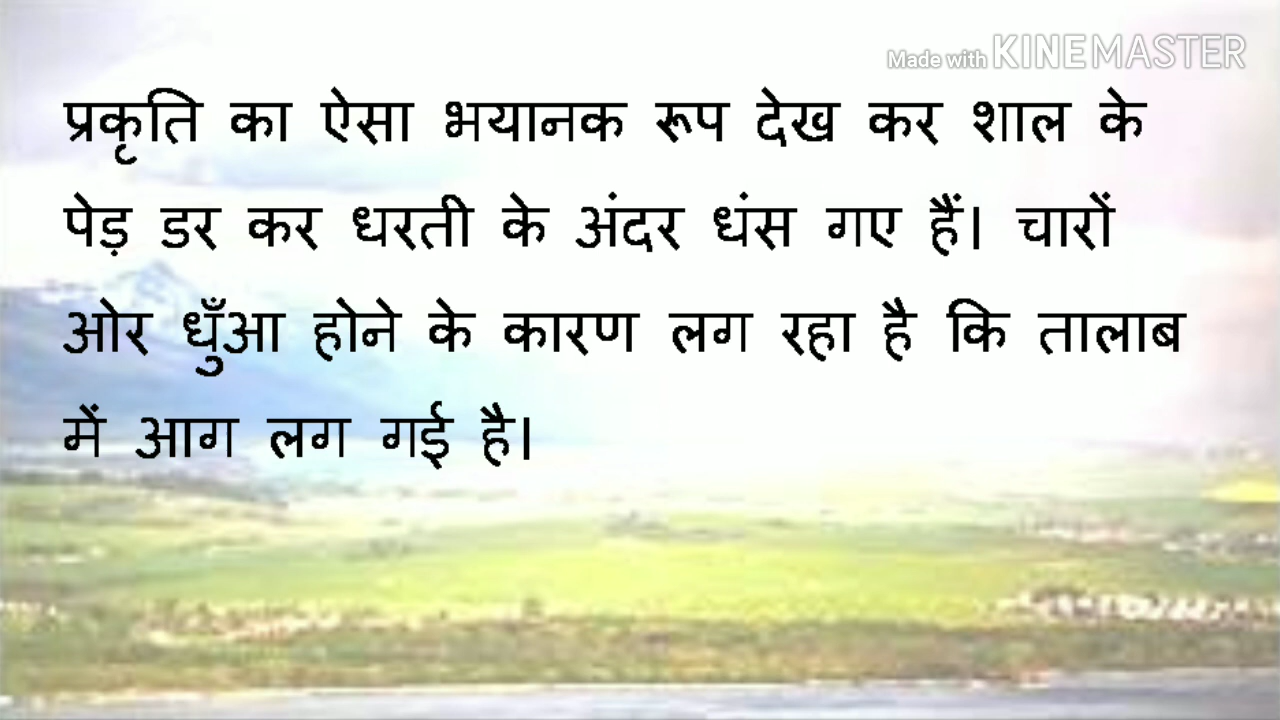 Made with KINEMASTER
प्रकृति का ऐसा भयानक रूप देख कर शाल के
पेड़ डर कर धरती के अंदर धंस गए हैं। चारों
ओर धुँआ होने के कारण लग रहा है कि तालाब
में आग लग गई है।